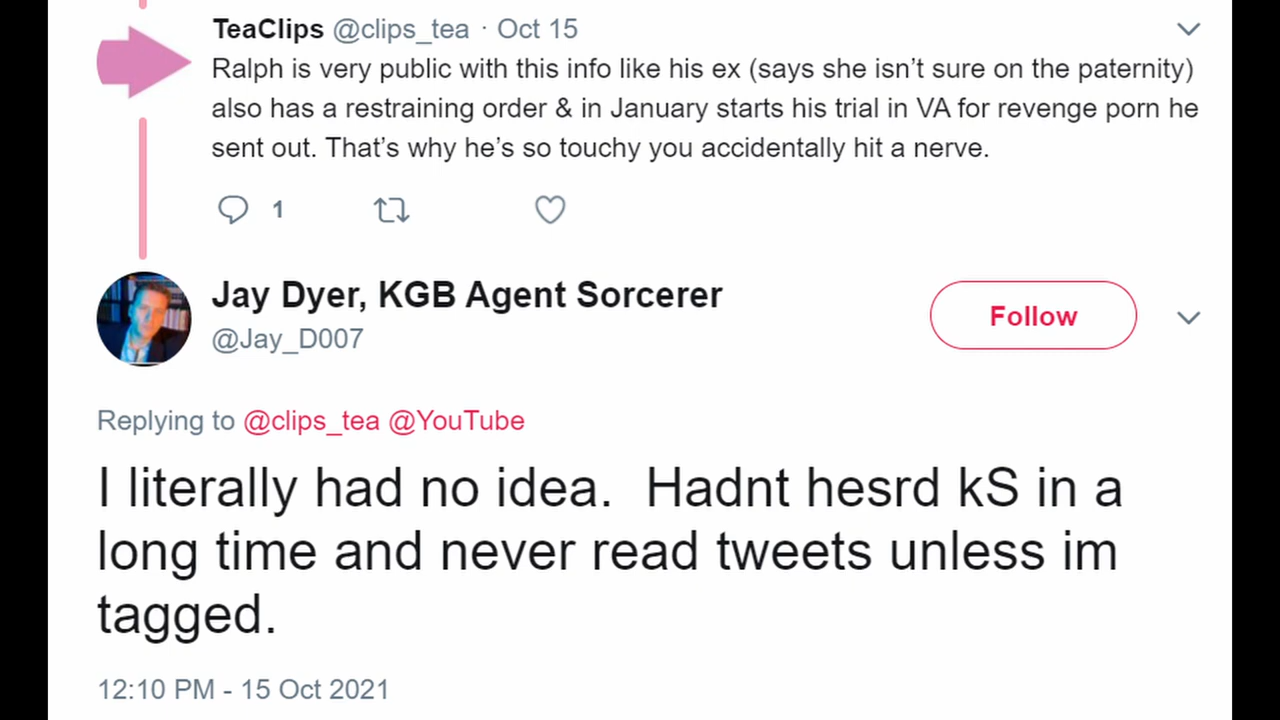 TeaClips @clips_tea · Oct 15
Ralph is very public with this info like his ex (says she isn’t sure on the paternity)
also has a restraining order & in January starts his trial in VA for revenge porn he
sent out. That’s why he’s so touchy you accidentally hit a nerve.
1
Jay Dyer, KGB Agent Sorcerer
@Jay_D007
Follow
Replying to @clips_tea @YouTube
I literally had no idea.  Hadnt hesrd kS in a
long time and never read tweets unless im
tagged.
12:10 PM - 15 Oct 2021